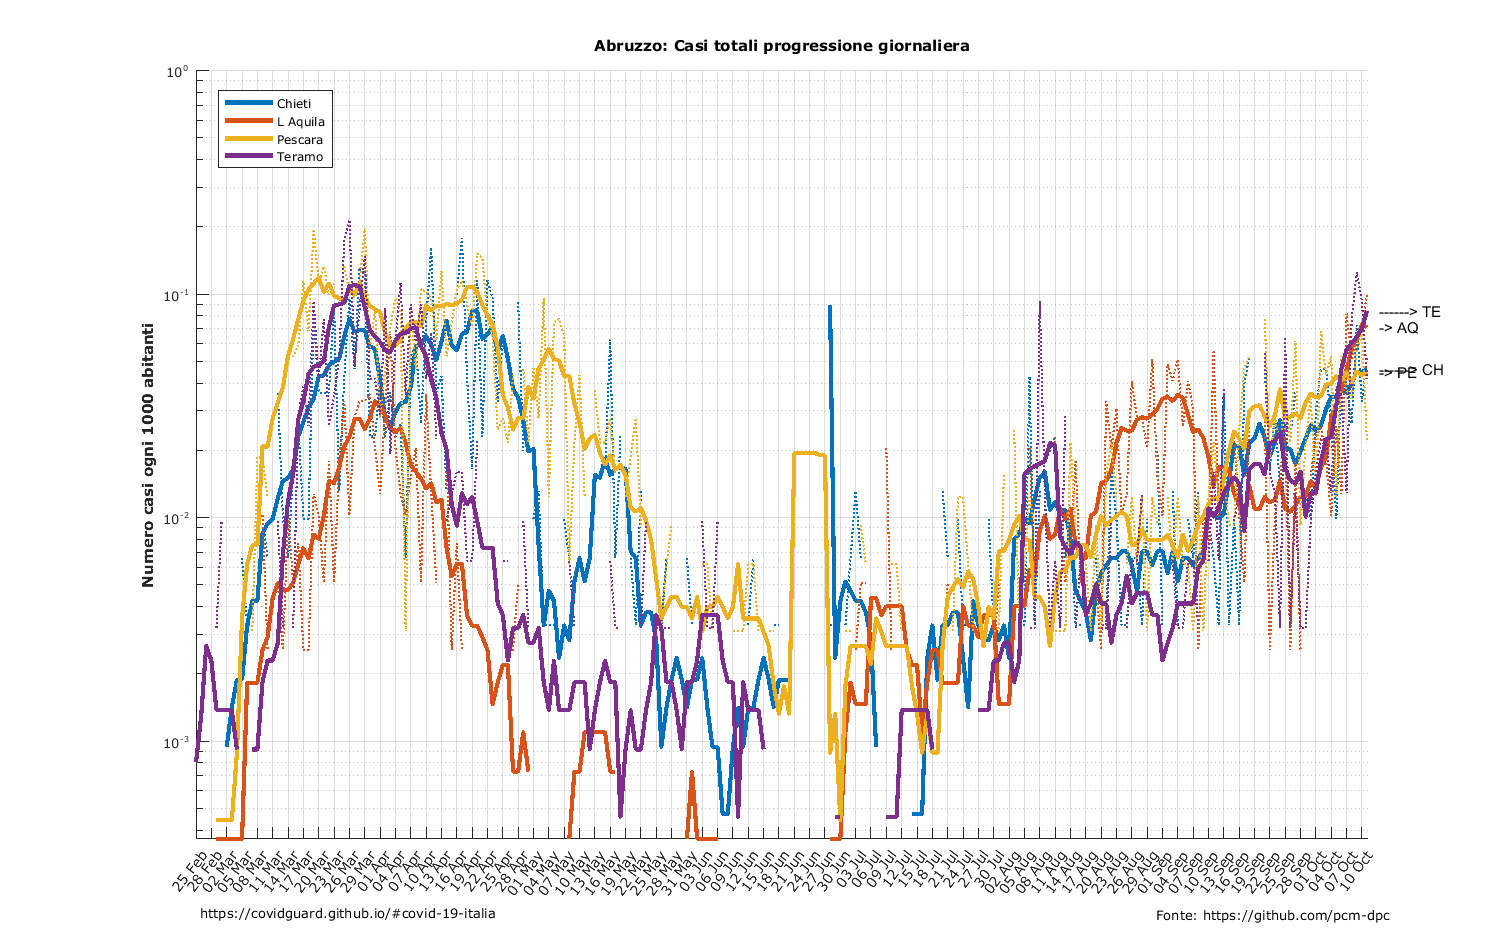 Abruzzo: Casi totali progressione giornaliera
10^0
Chieti
L Aquila
Pescara
Teramo
10^-1
10^-2
10^-3
Numero casi ogni 1000 abitanti
------> TE
-> AQ
------> CH
-> PE
25 Feb
28 Feb
02 Mar
05 Mar
08 Mar
11 Mar
14 Mar
17 Mar
20 Mar
23 Mar
26 Mar
29 Mar
01 Apr
04 Apr
07 Apr
10 Apr
13 Apr
16 Apr
19 Apr
22 Apr
25 Apr
28 Apr
01 May
04 May
07 May
10 May
13 May
16 May
19 May
22 May
25 May
28 May
31 May
03 Jun
06 Jun
09 Jun
12 Jun
15 Jun
18 Jun
21 Jun
24 Jun
27 Jun
30 Jun
03 Jul
06 Jul
09 Jul
12 Jul
15 Jul
18 Jul
21 Jul
24 Jul
27 Jul
30 Jul
02 Aug
05 Aug
08 Aug
11 Aug
14 Aug
17 Aug
20 Aug
23 Aug
26 Aug
29 Aug
01 Sep
04 Sep
07 Sep
10 Sep
13 Sep
16 Sep
19 Sep
22 Sep
25 Sep
28 Sep
01 Oct
04 Oct
07 Oct
10 Oct
https://covidguard.github.io/#covid-19-italia
Fonte: https://github.com/pcm-dpc